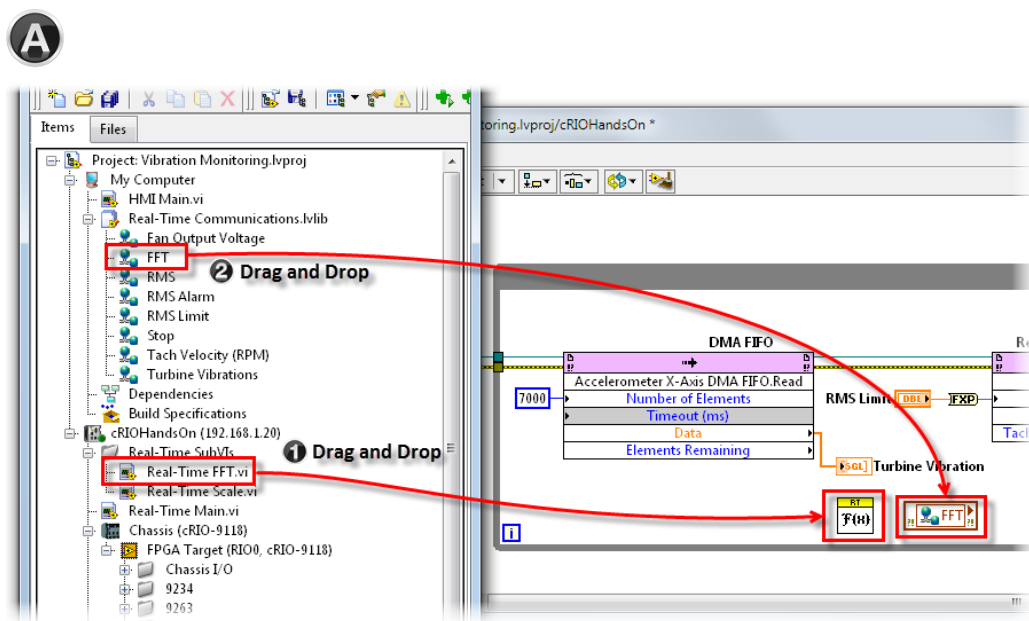 A
Items Files
Project: Vibration Monitoring.lvproj
My Computer
HMI Main.vi
Real-Time Communications.lvlib
Fan Output Voltage
FFT
RMS
RMS Alarm
RMS Limit
Stop
Tach Velocity (RPM)
Turbine Vibrations
Dependencies
Build Specifications
cRIOHandsOn (192.168.1.20)
Real-Time SubVIs
Real-Time FFT.vi
Real-Time Scale.vi
Real-Time Main.vi
Chassis (cRIO-9118)
FPGA Target (RIO0, cRIO-9118)
Chassis I/O
9234
9263
2 Drag and Drop
1 Drag and Drop
toring.lvproj/cRIOHandsOn *
DMA FIFO
Accelerometer X-Axis DMA FIFO.Read
7000 Number of Elements
Timeout (ms)
Data
Elements Remaining
RMS Limit DBL FXP
Tach
SGL Turbine Vibration
RT
F(H)
FFT
i